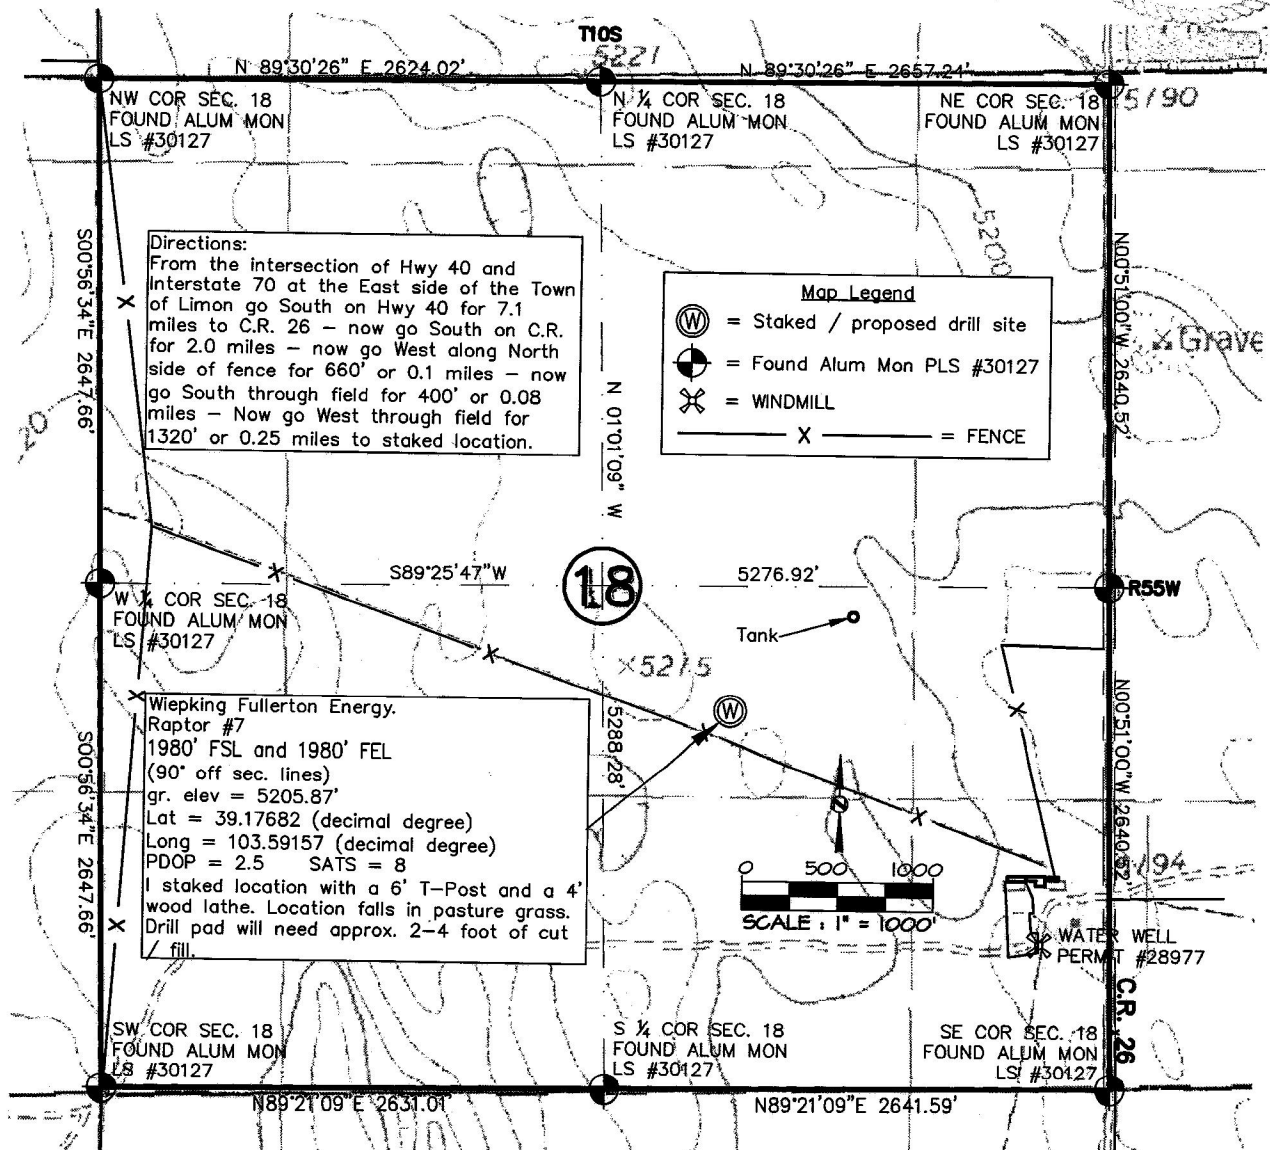 T10S
5221
N 89°30'26" E 2624.02'
N 89°30'26" E 2657.24'
NW COR SEC. 18
FOUND ALUM MON
LS #30127
N ¼ COR SEC. 18
FOUND ALUM MON
LS #30127
NE COR SEC. 18
FOUND ALUM MON
LS #30127
5190
5200
S00°56'34"E 2647.66'
Directions:
From the intersection of Hwy 40 and
Interstate 70 at the East side of the Town
of Limon go South on Hwy 40 for 7.1
miles to C.R. 26 – now go South on C.R.
for 2.0 miles – now go West along North
side of fence for 660' or 0.1 miles – now
go South through field for 400' or 0.08
miles – Now go West through field for
1320' or 0.25 miles to staked location.
Map Legend
W = Staked / proposed drill site
= Found Alum Mon PLS #30127
= WINDMILL
X = FENCE
N00°51'00"W 2640.52'
Grave
20
N 01°01'09" W
X
X
S89°25'47"W
18
5276.92'
R55W
W ¼ COR SEC. 18
FOUND ALUM MON
LS #30127
Tank
X
5215
X
X
Wiepking Fullerton Energy.
Raptor #7
1980' FSL and 1980' FEL
(90° off sec. lines)
gr. elev = 5205.87'
Lat = 39.17682 (decimal degree)
Long = 103.59157 (decimal degree)
PDOP = 2.5 SATS = 8
I staked location with a 6' T-Post and a 4'
wood lathe. Location falls in pasture grass.
Drill pad will need approx. 2-4 foot of cut
/ fill.
W
X
5288.28'
N00°51'00"W 2640.52'
S00°56'34"E 2647.66'
X
X
Z
0 500 1000
SCALE : 1" = 1000'
5194
WATER WELL
PERMIT #28977
C.R. 26
SW COR SEC. 18
FOUND ALUM MON
LS #30127
S ¼ COR SEC. 18
FOUND ALUM MON
LS #30127
SE COR SEC. 18
FOUND ALUM MON
LS #30127
N89°21'09"E 2631.01'
N89°21'09"E 2641.59'